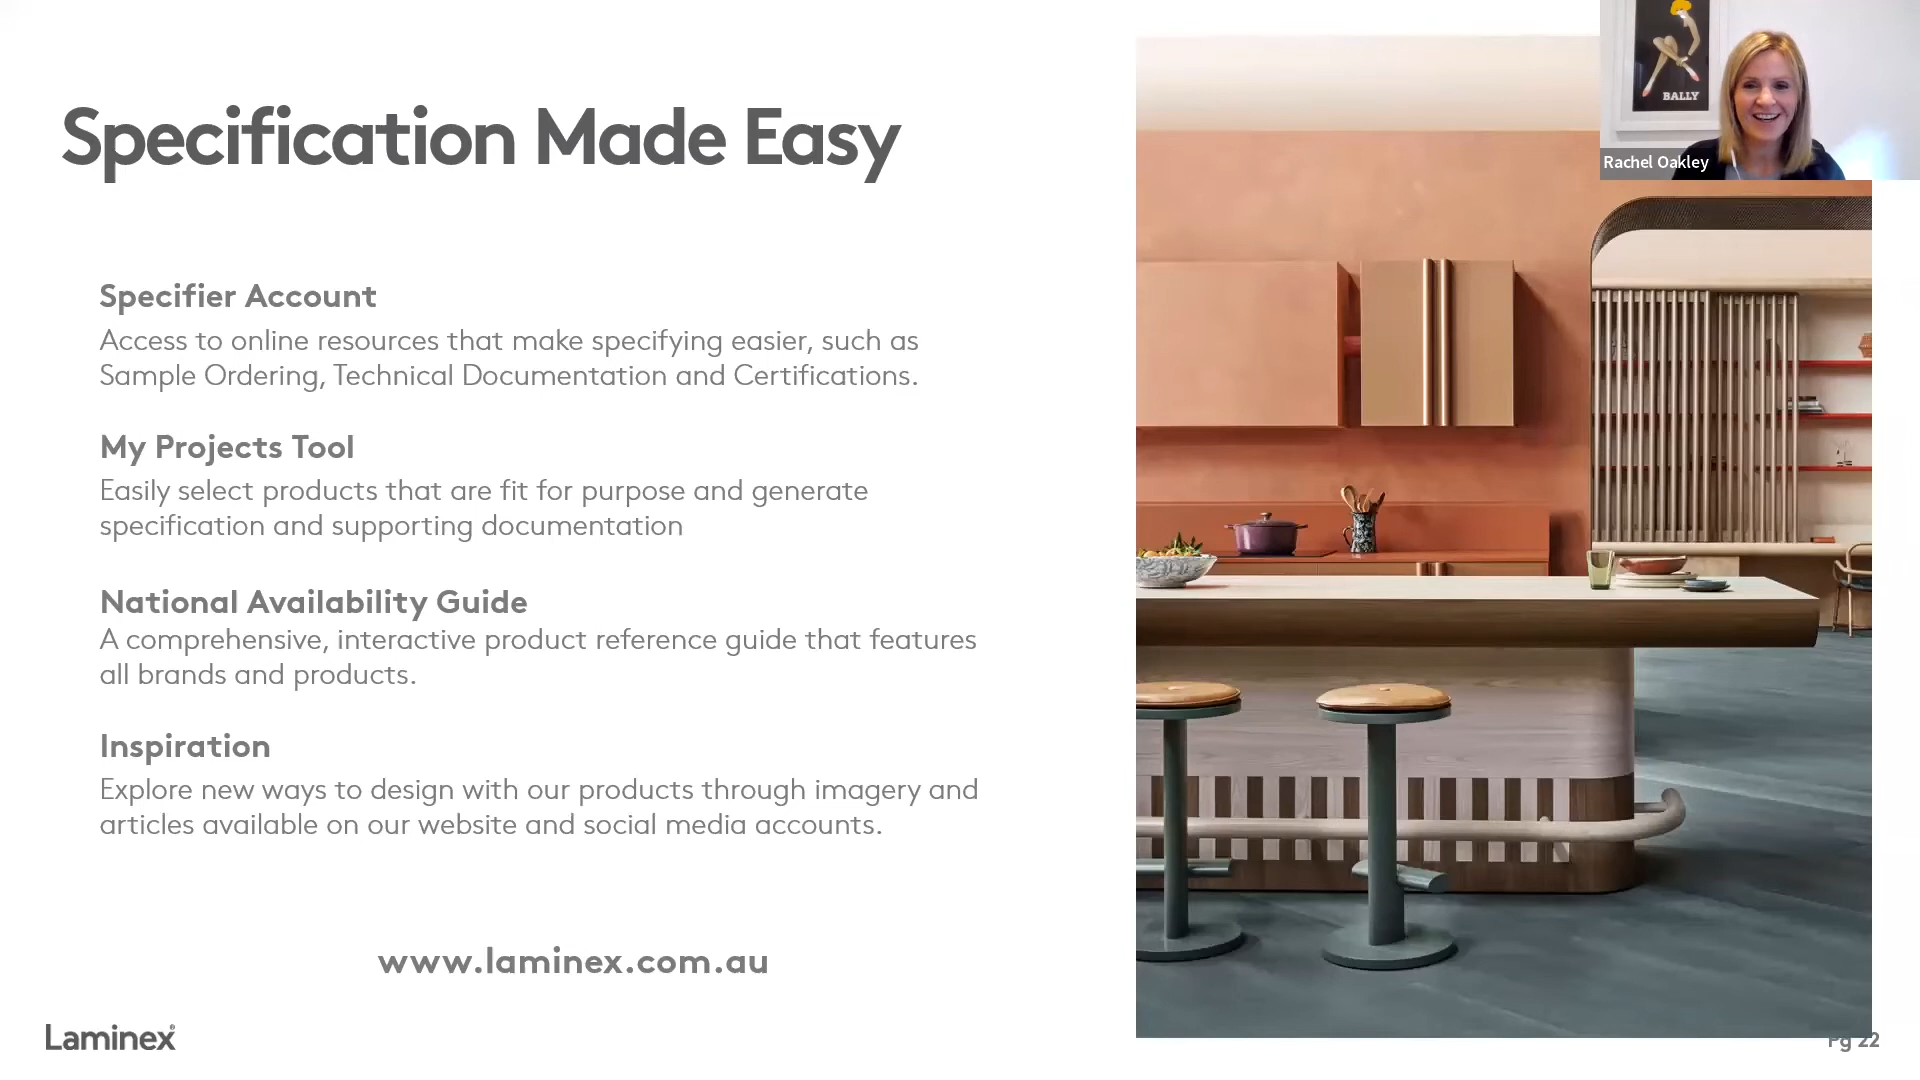 Specification Made Easy
BALLY
Rachel Oakley
Specifier Account
Access to online resources that make specifying easier, such as
Sample Ordering, Technical Documentation and Certifications.
My Projects Tool
Easily select products that are fit for purpose and generate
specification and supporting documentation
National Availability Guide
A comprehensive, interactive product reference guide that features
all brands and products.
Inspiration
Explore new ways to design with our products through imagery and
articles available on our website and social media accounts.
www.laminex.com.au
Laminex®
Pg 22